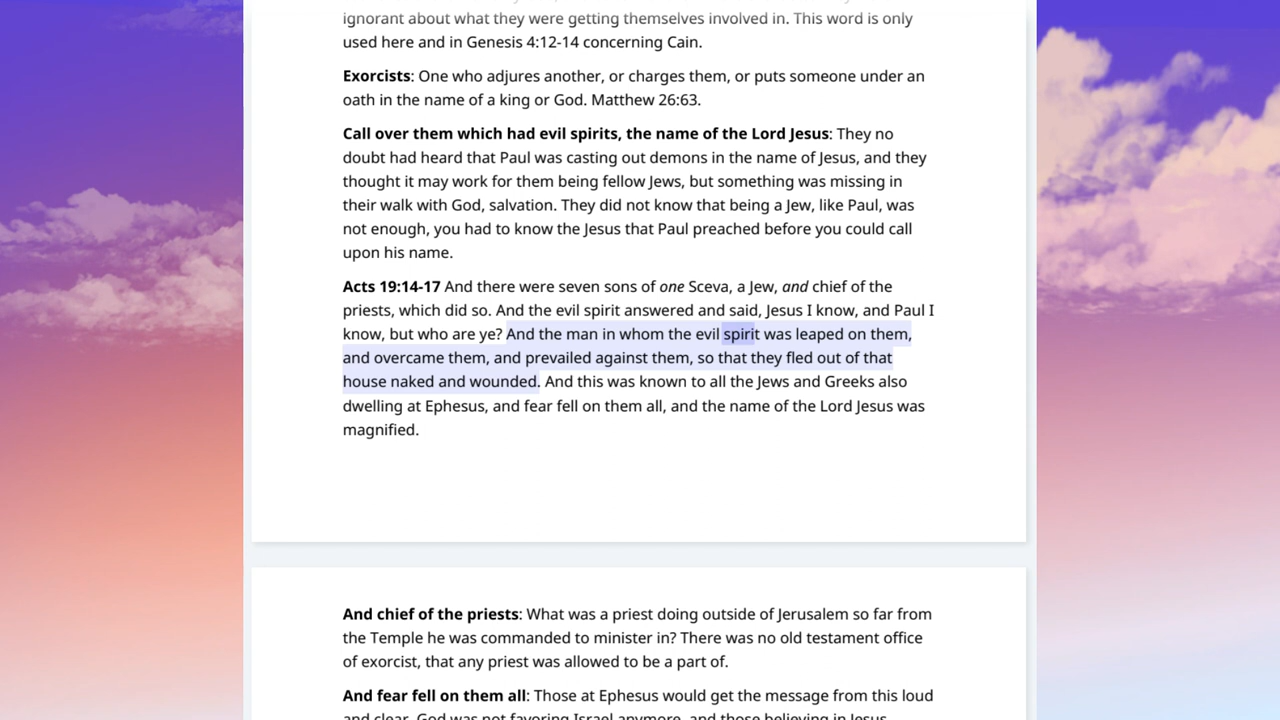 ignorant about what they were getting themselves involved in. This word is only
used here and in Genesis 4:12-14 concerning Cain.
Exorcists: One who adjures another, or charges them, or puts someone under an
oath in the name of a king or God. Matthew 26:63.
Call over them which had evil spirits, the name of the Lord Jesus: They no
doubt had heard that Paul was casting out demons in the name of Jesus, and they
thought it may work for them being fellow Jews, but something was missing in
their walk with God, salvation. They did not know that being a Jew, like Paul, was
not enough, you had to know the Jesus that Paul preached before you could call
upon his name.
Acts 19:14-17 And there were seven sons of one Sceva, a Jew, and chief of the
priests, which did so. And the evil spirit answered and said, Jesus I know, and Paul I
know, but who are ye? And the man in whom the evil spirit was leaped on them,
and overcame them, and prevailed against them, so that they fled out of that
house naked and wounded. And this was known to all the Jews and Greeks also
dwelling at Ephesus, and fear fell on them all, and the name of the Lord Jesus was
magnified.
And chief of the priests: What was a priest doing outside of Jerusalem so far from
the Temple he was commanded to minister in? There was no old testament office
of exorcist, that any priest was allowed to be a part of.
And fear fell on them all: Those at Ephesus would get the message from this loud
and clear, God was not favoring Israel anymore, and those believing in Jesus